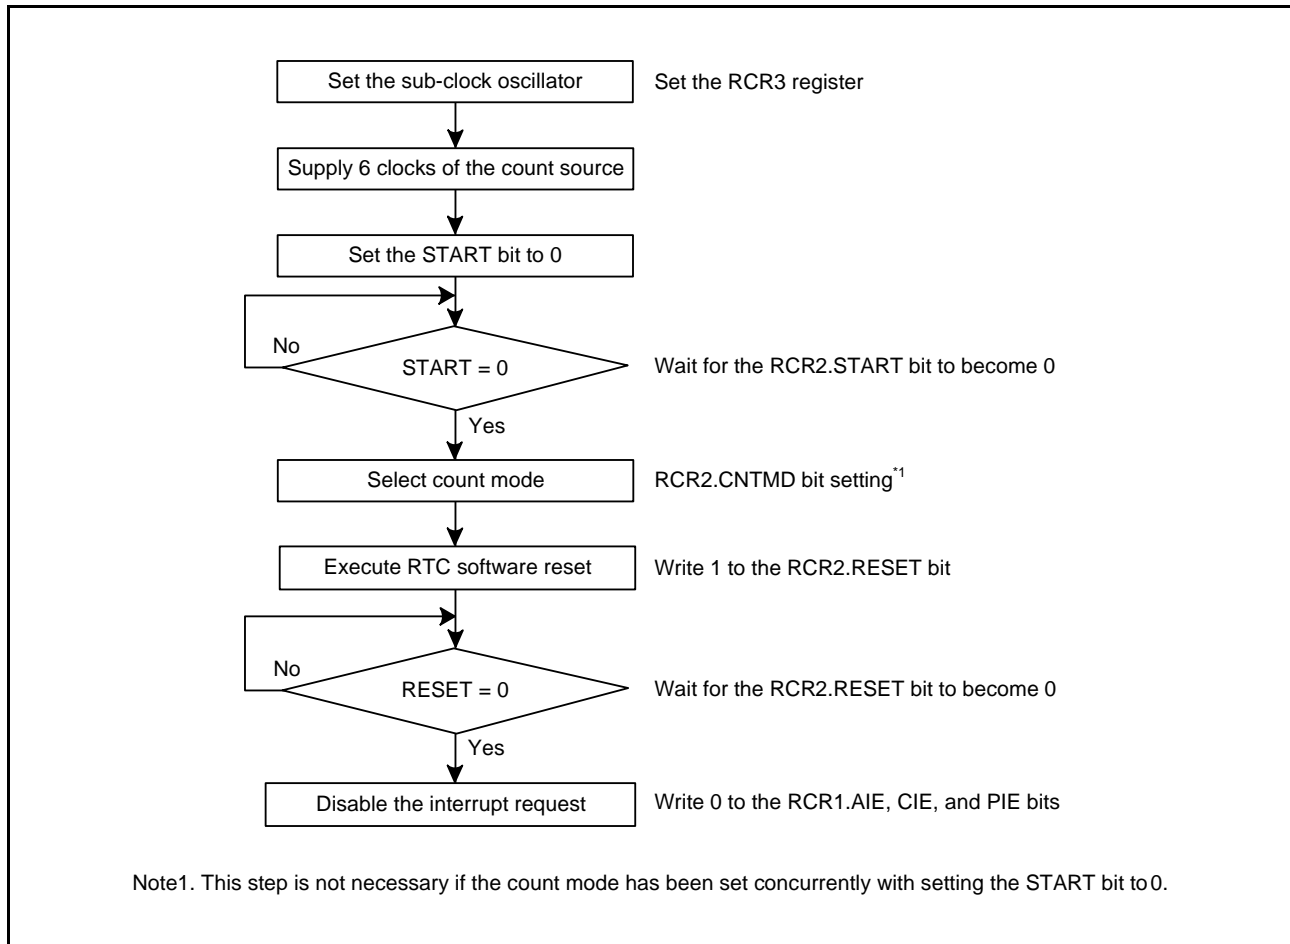 Set the sub-clock oscillator
Set the RCR3 register
Supply 6 clocks of the count source
Set the START bit to 0
No
START = 0
Wait for the RCR2.START bit to become 0
Yes
Select count mode
RCR2.CNTMD bit setting*1
Execute RTC software reset
Write 1 to the RCR2.RESET bit
No
RESET = 0
Wait for the RCR2.RESET bit to become 0
Yes
Disable the interrupt request
Write 0 to the RCR1.AIE, CIE, and PIE bits
Note1. This step is not necessary if the count mode has been set concurrently with setting the START bit to 0.